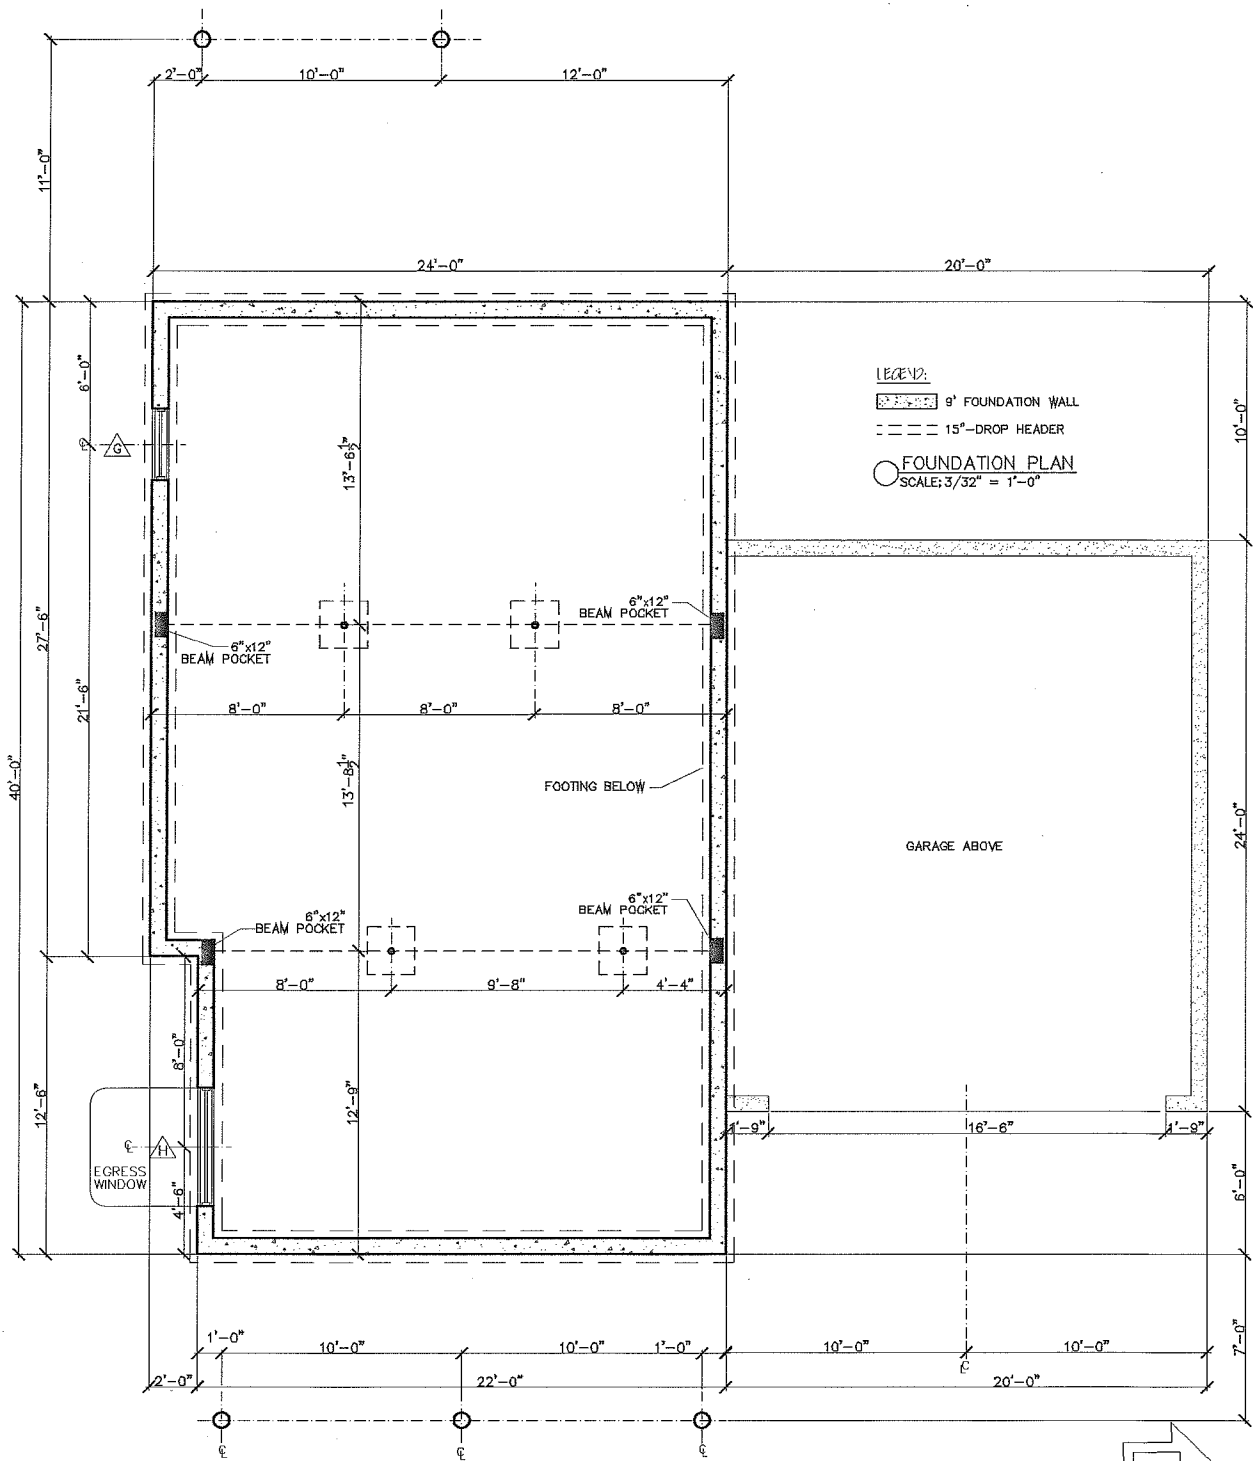 2'-0"
10'-0"
12'-0"
11'-0"
24'-0"
20'-0"
6'-0"
G
13'-6½"
LEGEND:
9' FOUNDATION WALL
15"-DROP HEADER
FOUNDATION PLAN
SCALE: 3/32" = 1'-0"
10'-0"
6"x12"
BEAM POCKET
6"x12"
BEAM POCKET
27'-6"
21'-6"
8'-0"
8'-0"
8'-0"
40'-0"
13'-8½"
FOOTING BELOW
GARAGE ABOVE
24'-0"
6"x12"
BEAM POCKET
6"x12"
BEAM POCKET
8'-0"
9'-8"
4'-4"
8'-0"
12'-6"
12'-9"
1'-9"
16'-6"
1'-9"
H
EGRESS
WINDOW
4'-6"
6'-0"
1'-0"
10'-0"
10'-0"
1'-0"
10'-0"
10'-0"
7'-0"
2'-0"
22'-0"
20'-0"